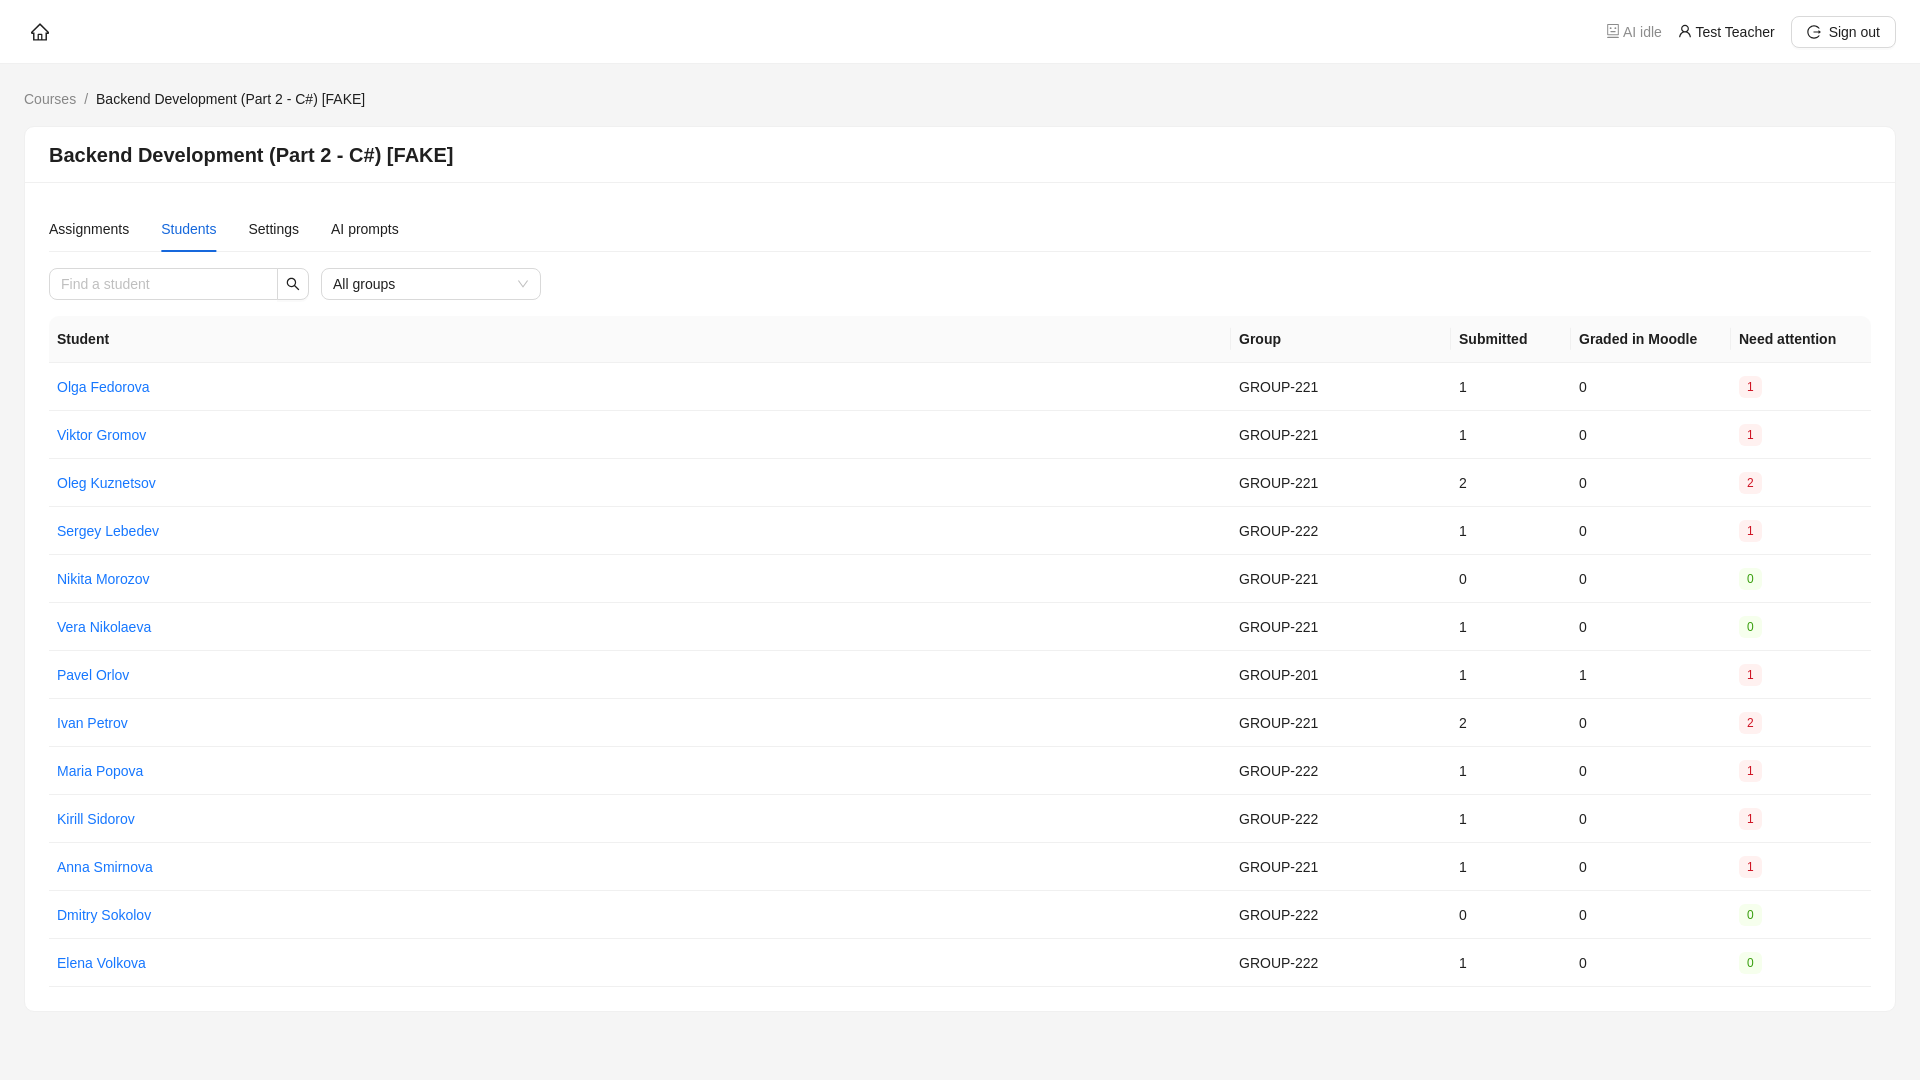 AI idle Test Teacher Sign out
Courses / Backend Development (Part 2 - C#) [FAKE]
Backend Development (Part 2 - C#) [FAKE]
Assignments Students Settings AI prompts
Find a student All groups
Student Group Submitted Graded in Moodle Need attention
Olga Fedorova GROUP-221 1 0 1
Viktor Gromov GROUP-221 1 0 1
Oleg Kuznetsov GROUP-221 2 0 2
Sergey Lebedev GROUP-222 1 0 1
Nikita Morozov GROUP-221 0 0 0
Vera Nikolaeva GROUP-221 1 0 0
Pavel Orlov GROUP-201 1 1 1
Ivan Petrov GROUP-221 2 0 2
Maria Popova GROUP-222 1 0 1
Kirill Sidorov GROUP-222 1 0 1
Anna Smirnova GROUP-221 1 0 1
Dmitry Sokolov GROUP-222 0 0 0
Elena Volkova GROUP-222 1 0 0